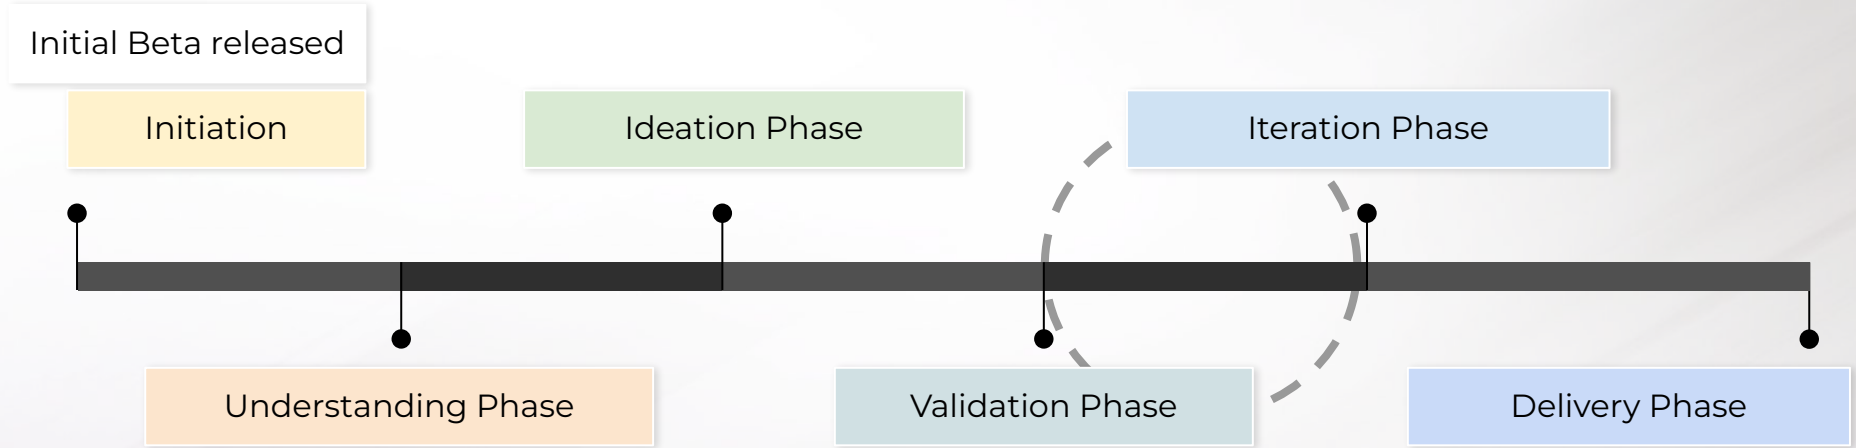 Initial Beta released
Initiation
Ideation Phase
Iteration Phase
Understanding Phase
Validation Phase
Delivery Phase